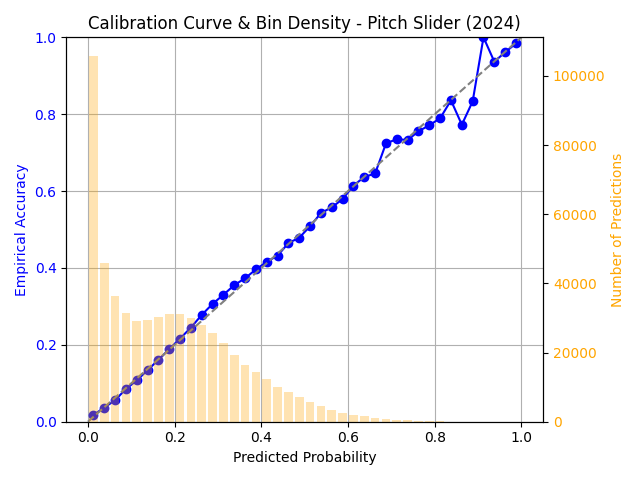 Calibration Curve & Bin Density - Pitch Slider (2024)
Empirical Accuracy
1.0
0.8
0.6
0.4
0.2
0.0
100000
80000
60000
40000
20000
0
Number of Predictions
0.0 0.2 0.4 0.6 0.8 1.0
Predicted Probability